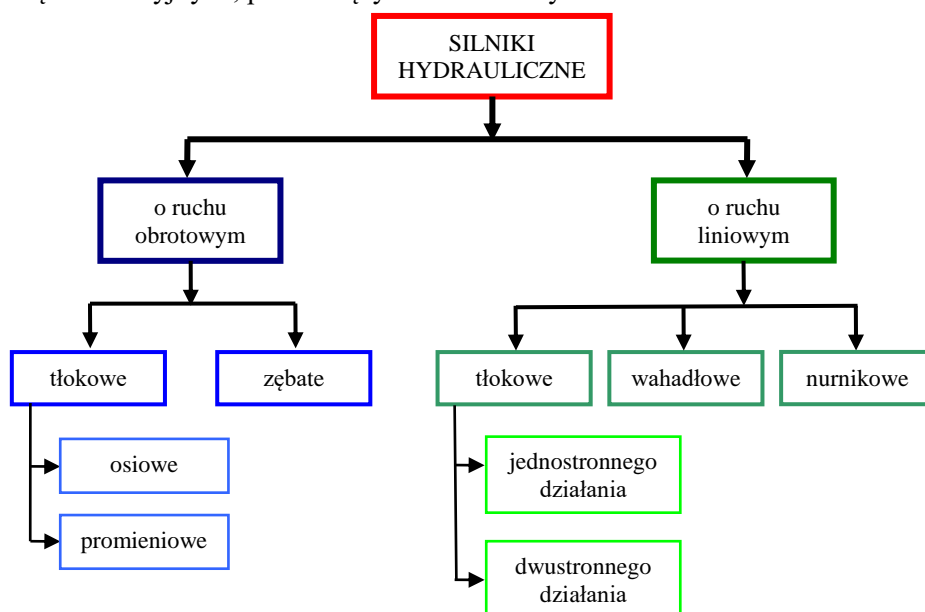 SILNIKI
HYDRAULICZNE
o ruchu
obrotowym
o ruchu
liniowym
tłokowe
zębate
tłokowe
wahadłowe
nurnikowe
osiowe
promieniowe
jednostronnego
działania
dwustronnego
działania